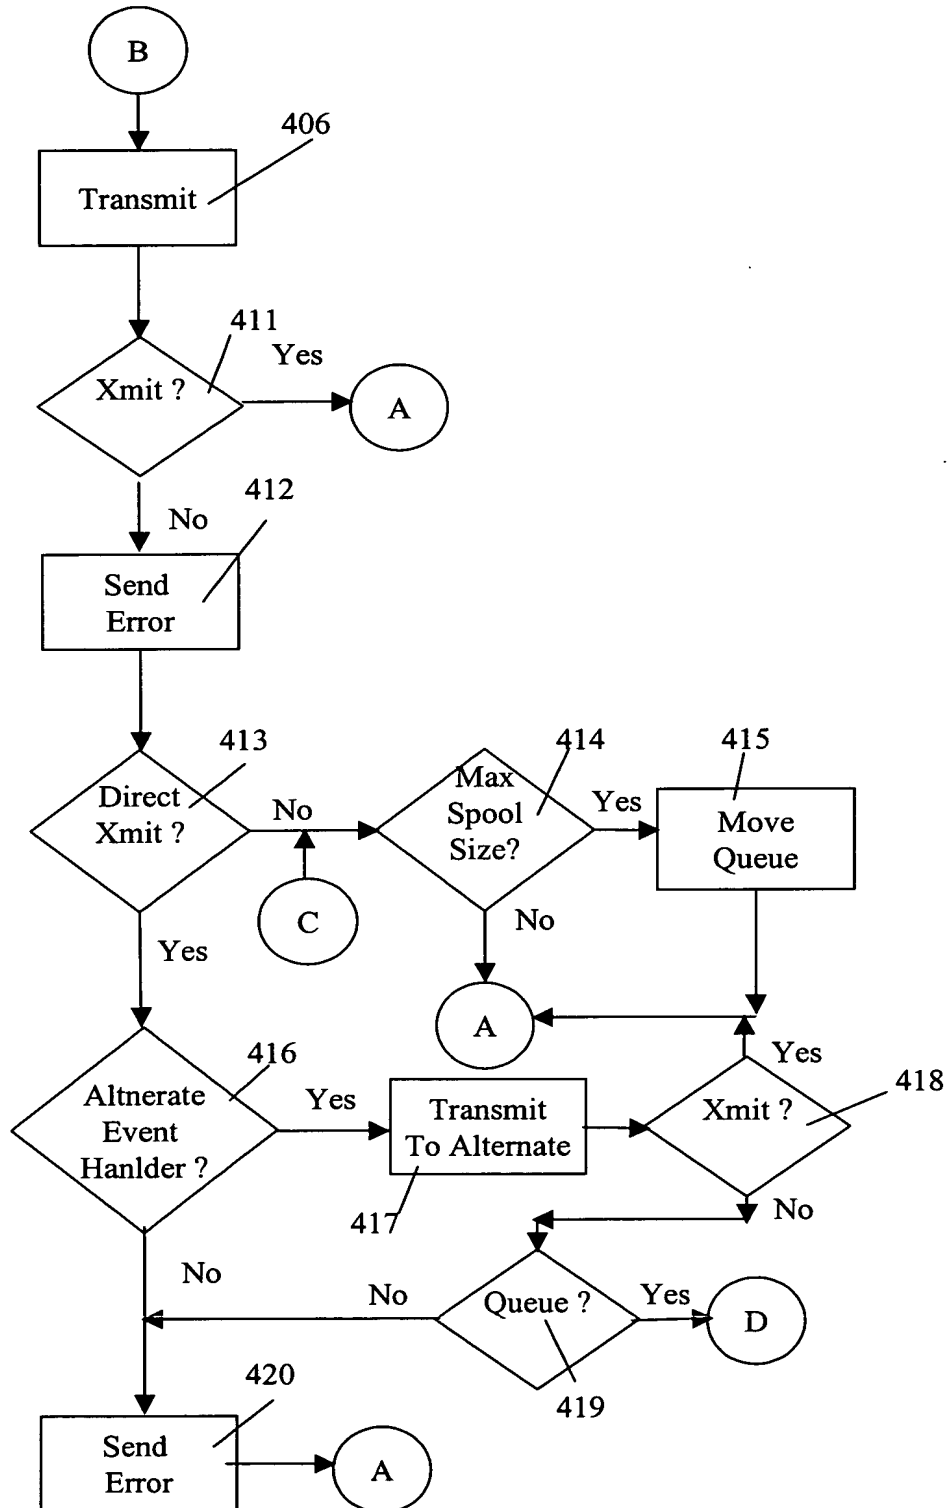 B
406
Transmit
411
Yes
Xmit ?
A
412
No
Send
Error
413
414
415
Direct
Xmit ?
No
Max
Spool
Size?
Yes
Move
Queue
C
No
Yes
A
416
Yes
418
Altnerate
Event
Hanlder ?
Yes
Transmit
To Alternate
Xmit ?
417
No
No
No
Queue ?
Yes
D
419
420
Send
Error
A